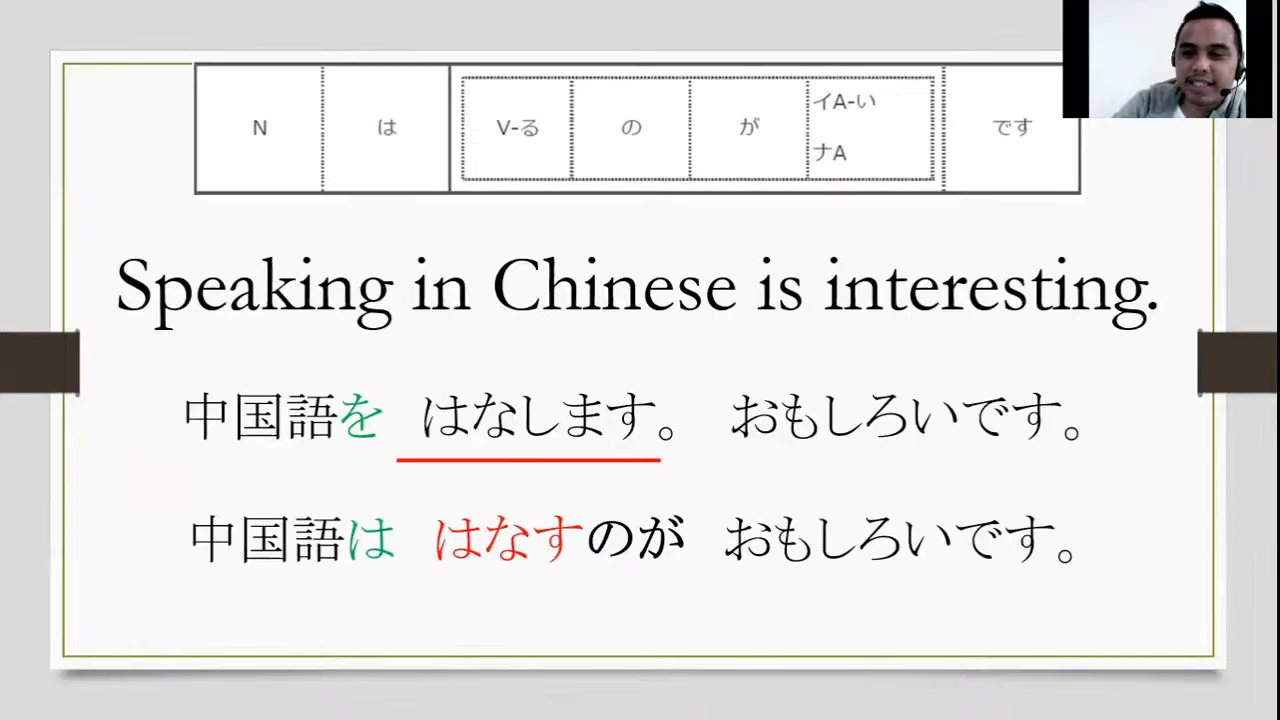 N は V-る の が イA-い です
ナA
Speaking in Chinese is interesting.
中国語を はなします。 おもしろいです。
中国語は はなすのが おもしろいです。